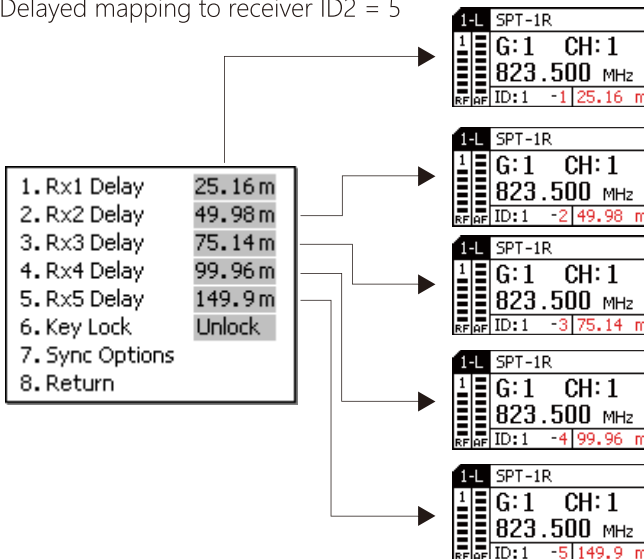 Delayed mapping to receiver ID2 = 5
1. Rx1 Delay 25.16 m
2. Rx2 Delay 49.98 m
3. Rx3 Delay 75.14 m
4. Rx4 Delay 99.96 m
5. Rx5 Delay 149.9 m
6. Key Lock Unlock
7. Sync Options
8. Return
1-L SPT-1R
1 G:1 CH:1
823.500 MHz
RF AF ID:1 -1 25.16 m
1-L SPT-1R
1 G:1 CH:1
823.500 MHz
RF AF ID:1 -2 49.98 m
1-L SPT-1R
1 G:1 CH:1
823.500 MHz
RF AF ID:1 -3 75.14 m
1-L SPT-1R
1 G:1 CH:1
823.500 MHz
RF AF ID:1 -4 99.96 m
1-L SPT-1R
1 G:1 CH:1
823.500 MHz
RF AF ID:1 -5 149.9 m